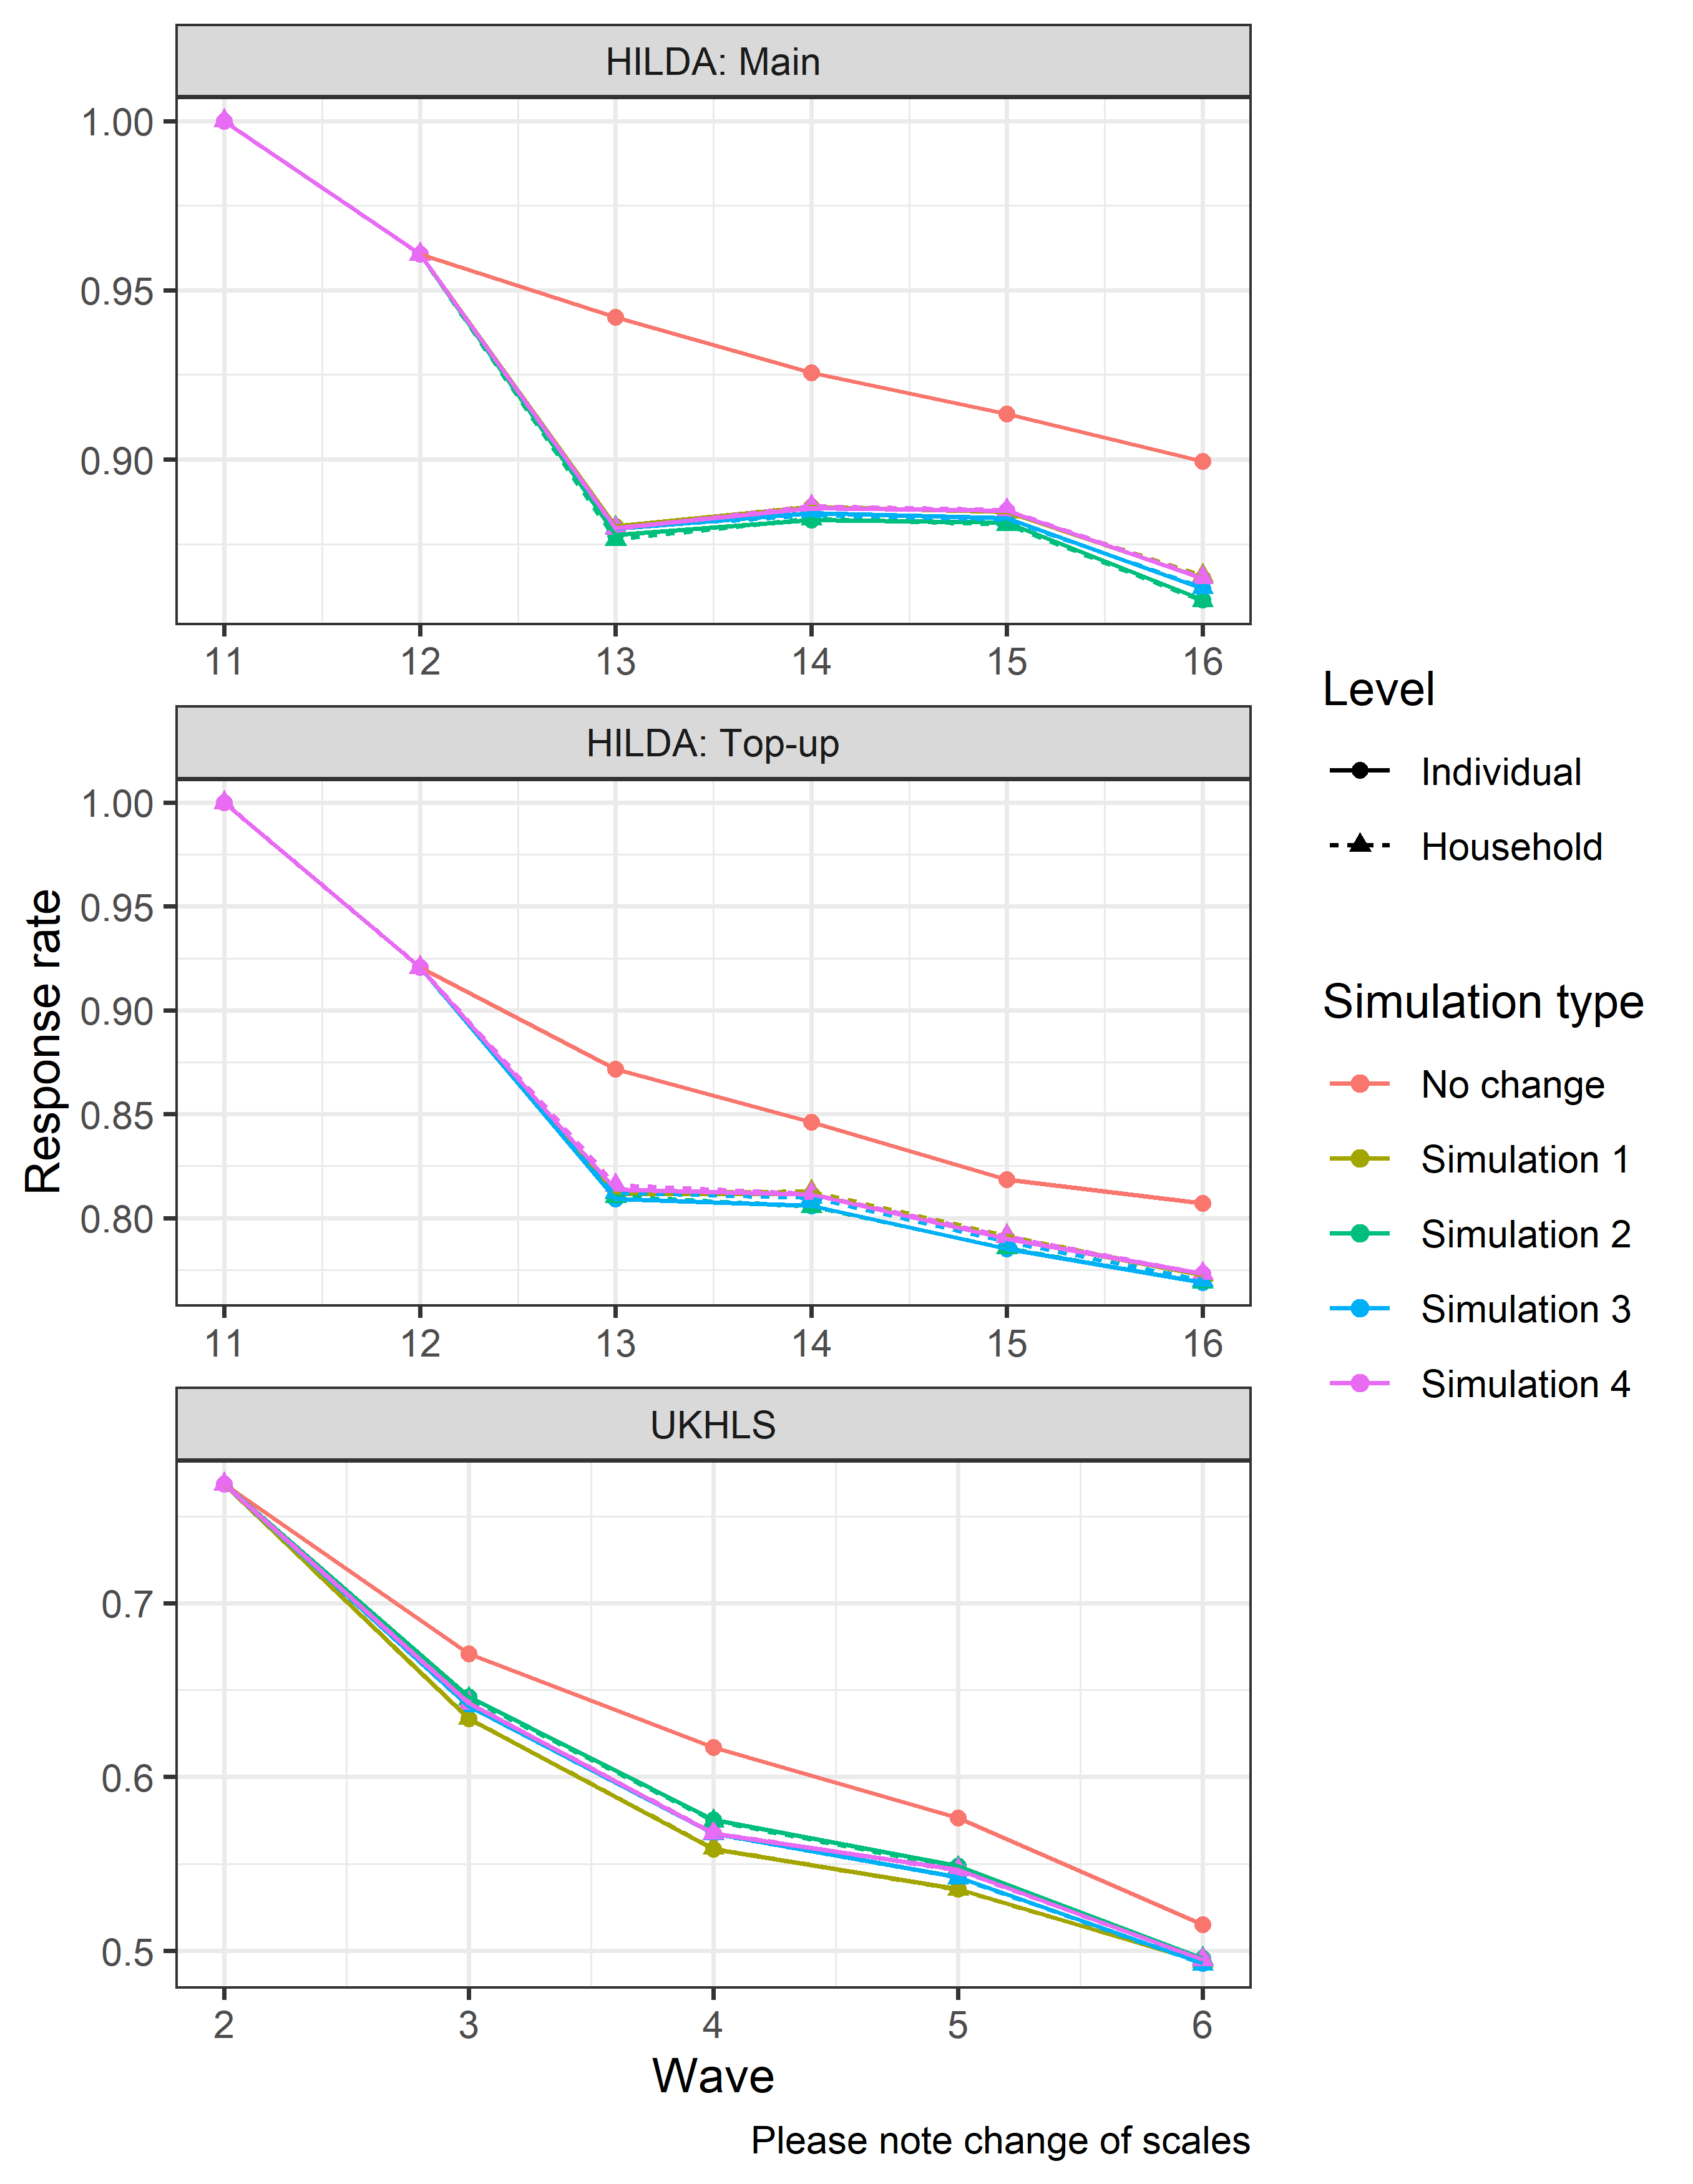 HILDA: Main
1.00
0.95
0.90
11 12 13 14 15 16
HILDA: Top-up
1.00
0.95
0.90
0.85
0.80
11 12 13 14 15 16
UKHLS
0.7
0.6
0.5
2 3 4 5 6
Response rate
Wave
Please note change of scales
Level
Individual
Household
Simulation type
No change
Simulation 1
Simulation 2
Simulation 3
Simulation 4